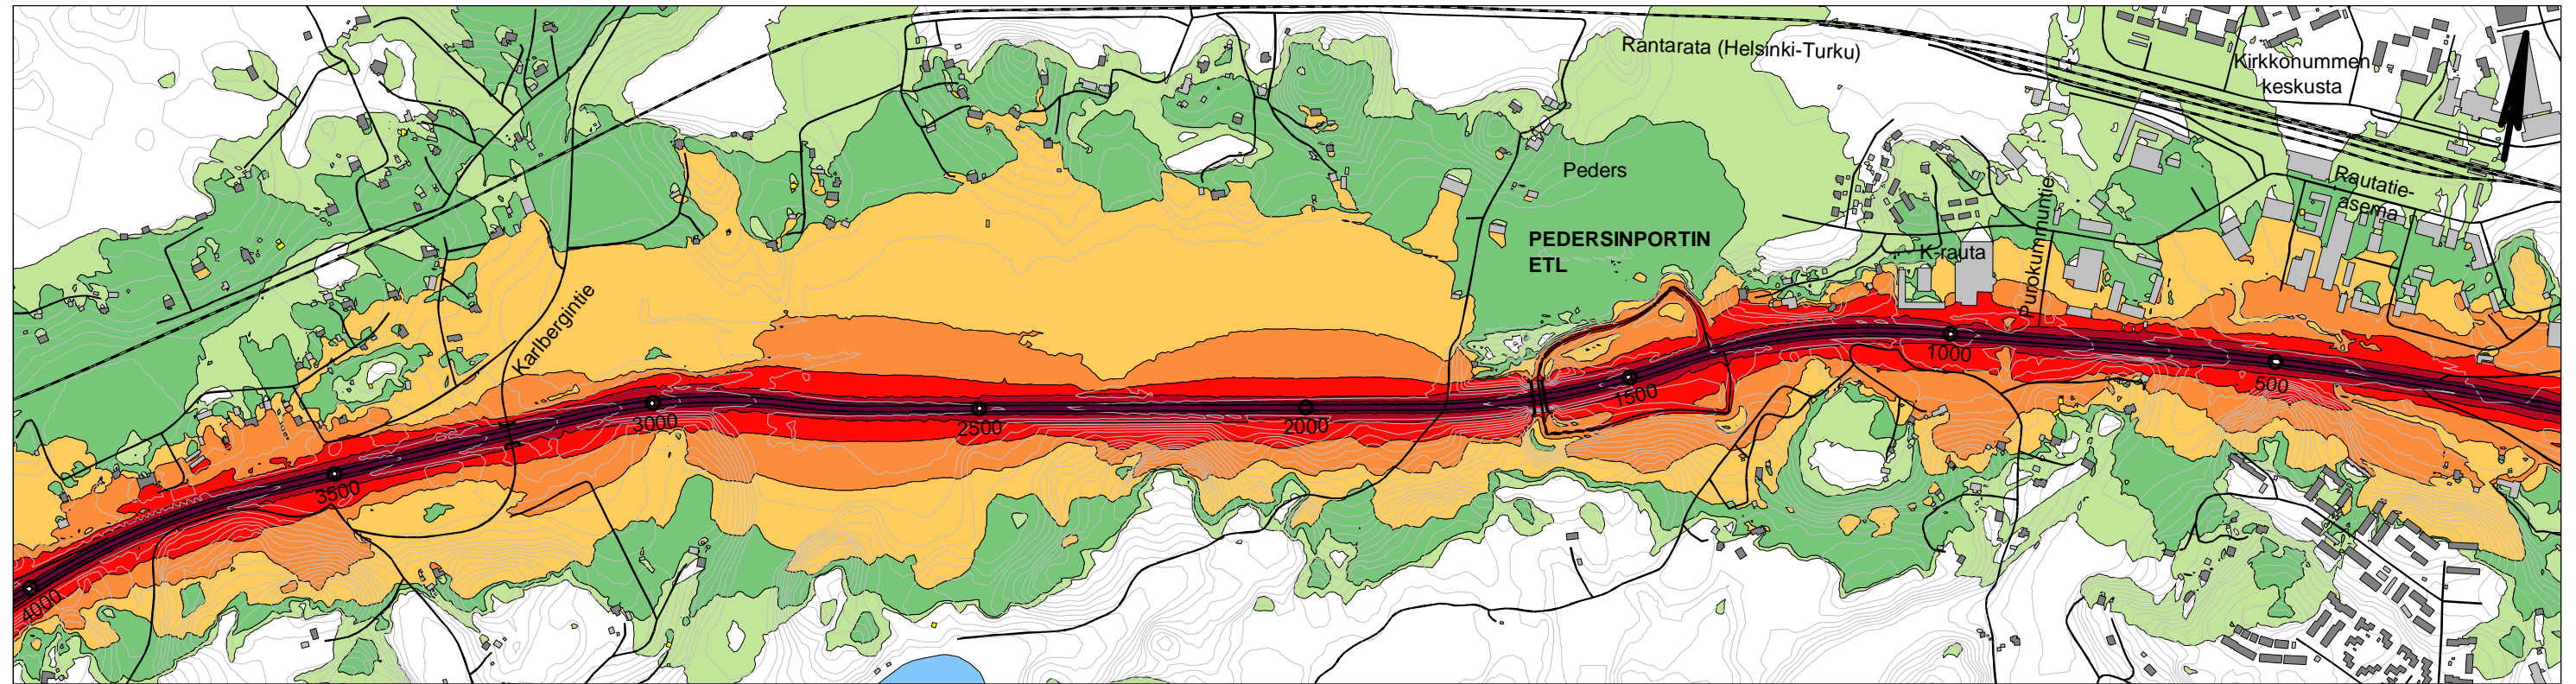 Rantarata (Helsinki-Turku)
Kirkkonummen
keskusta
Peders
Rautatie-
asema
PEDERSINPORTIN
ETL
K-rauta
Purokummuntie
Karlbergintie
4000
3500
3000
2500
2000
1500
1000
500